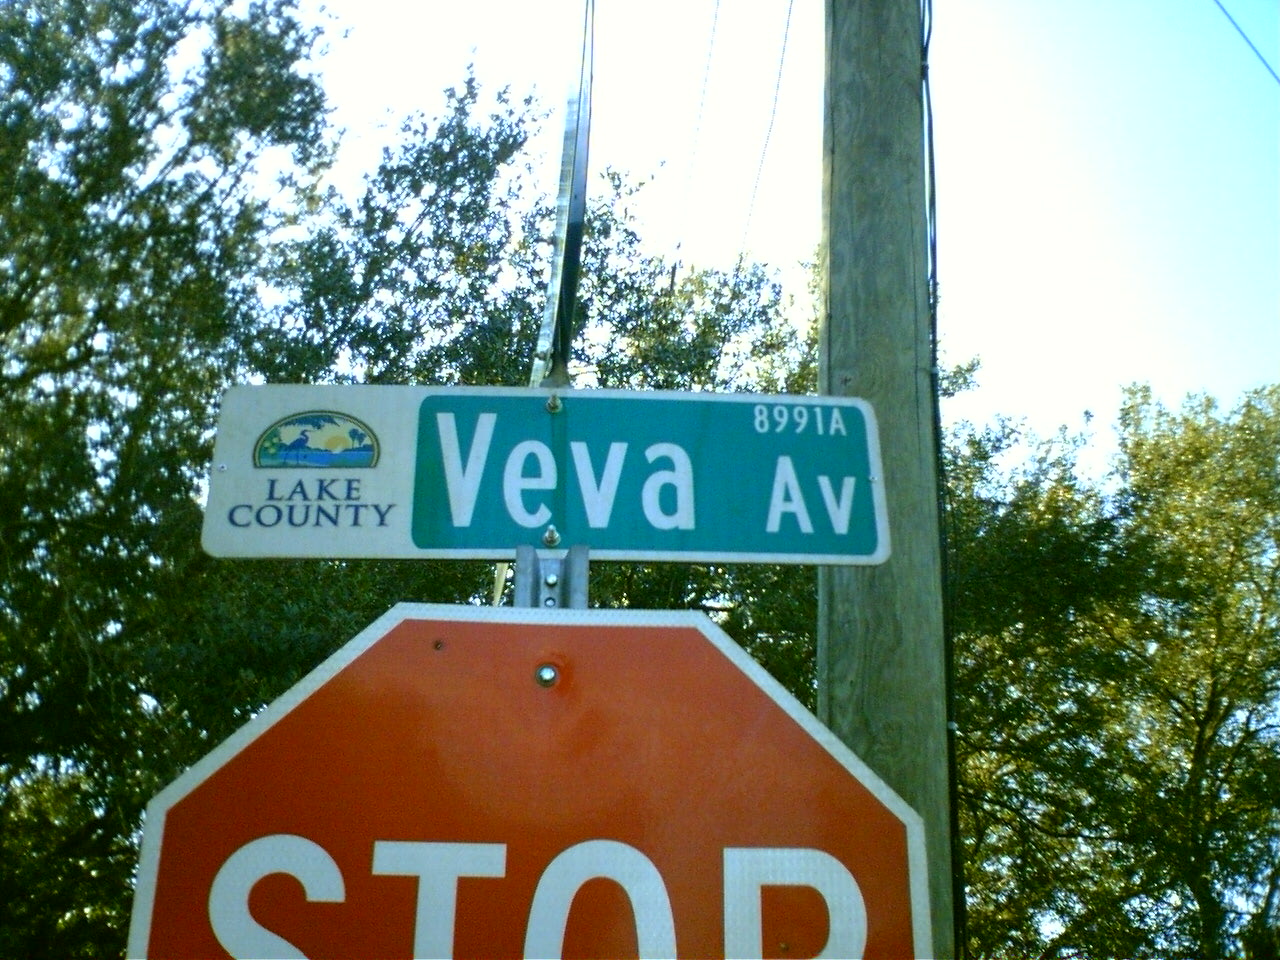 LAKE
COUNTY
8991A
Veva Av
STOP